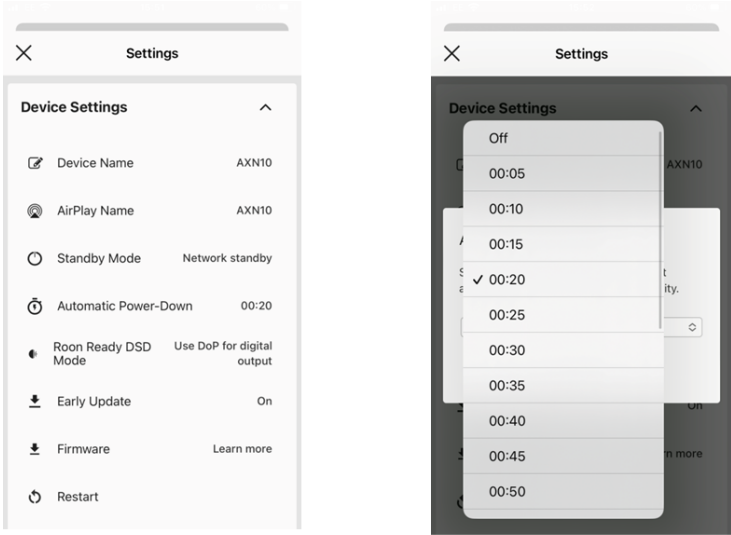 Settings
Device Settings
Device Name AXN10
AirPlay Name AXN10
Standby Mode Network standby
Automatic Power-Down 00:20
Roon Ready DSD Mode
Use DoP for digital output
Early Update On
Firmware Learn more
Restart
Settings
Device Settings
AXN10
Off
00:05
00:10
00:15
00:20
00:25
00:30
00:35
00:40
00:45
00:50
ity.
On
more